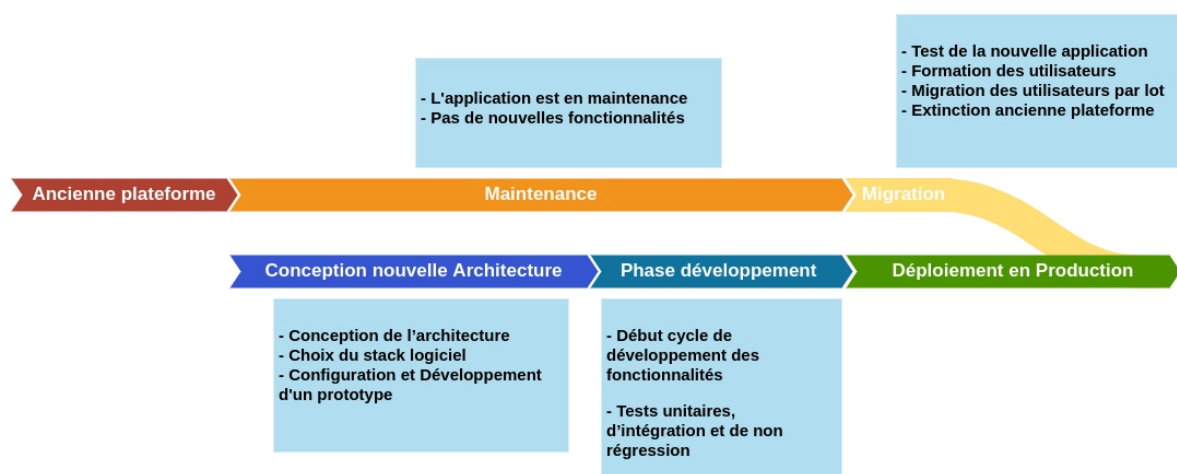 - Test de la nouvelle application
- Formation des utilisateurs
- Migration des utilisateurs par lot
- Extinction ancienne plateforme
- L'application est en maintenance
- Pas de nouvelles fonctionnalités
Ancienne plateforme
Maintenance
Migration
Conception nouvelle Architecture
Phase développement
Déploiement en Production
- Conception de l’architecture
- Choix du stack logiciel
- Configuration et Développement
d'un prototype
- Début cycle de
développement des
fonctionnalités
- Tests unitaires,
d’intégration et de non
régression